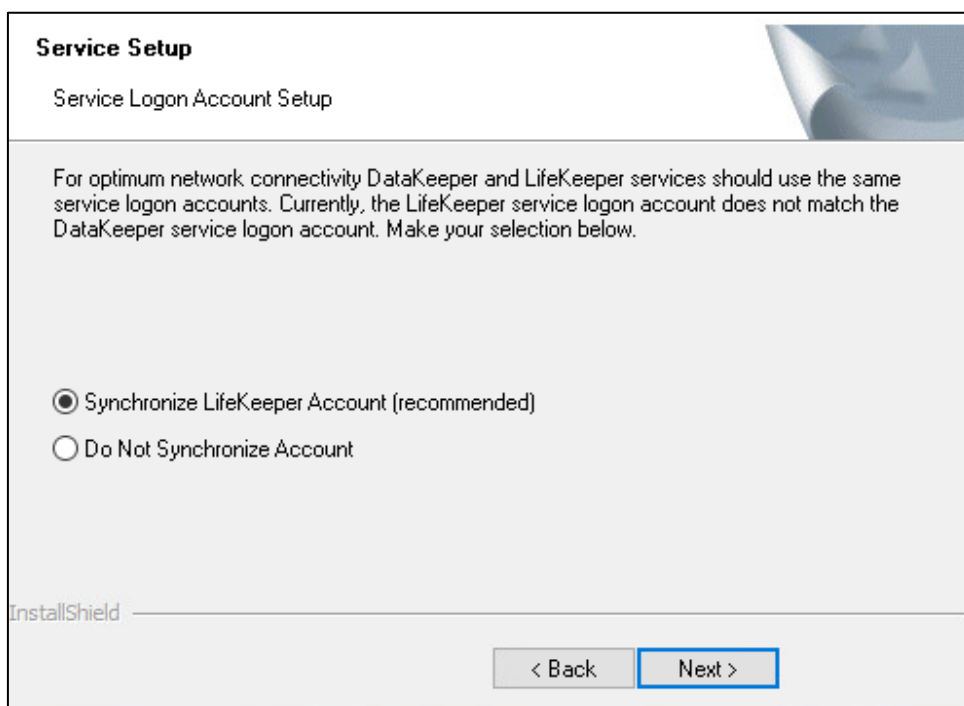 Service Setup
Service Logon Account Setup
For optimum network connectivity DataKeeper and LifeKeeper services should use the same
service logon accounts. Currently, the LifeKeeper service logon account does not match the
DataKeeper service logon account. Make your selection below.
Synchronize LifeKeeper Account (recommended)
Do Not Synchronize Account
InstallShield
< Back
Next >